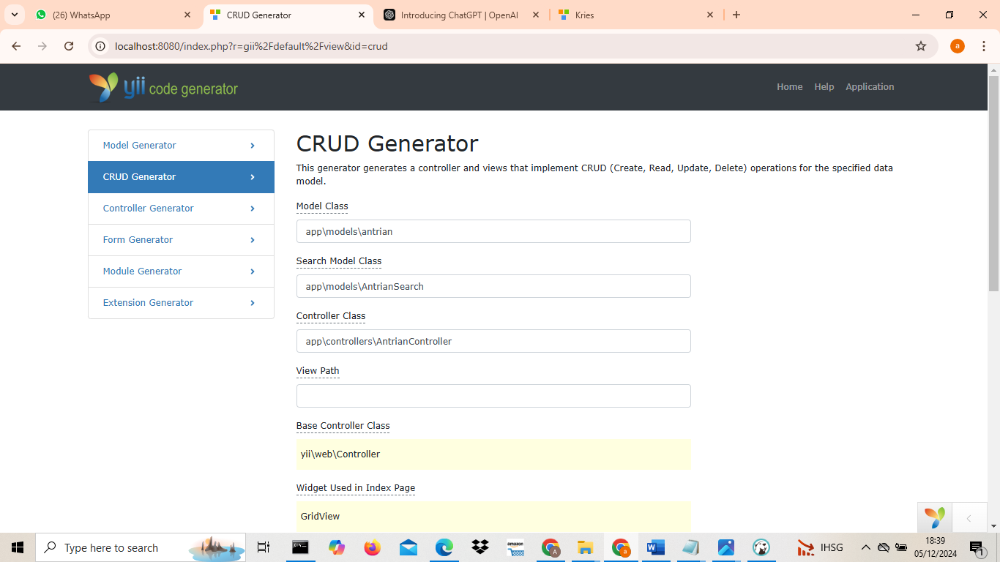 (26) WhatsApp
CRUD Generator
Introducing ChatGPT | OpenAI
Kries
localhost:8080/index.php?r=gii%2Fdefault%2Fview&id=crud
a
yii code generator
Home Help Application
Model Generator
CRUD Generator
Controller Generator
Form Generator
Module Generator
Extension Generator
CRUD Generator
This generator generates a controller and views that implement CRUD (Create, Read, Update, Delete) operations for the specified data
model.
Model Class
app\models\antrian
Search Model Class
app\models\AntrianSearch
Controller Class
app\controllers\AntrianController
View Path
Base Controller Class
yii\web\Controller
Widget Used in Index Page
GridView
Type here to search
amazon
A
a
W
IHSG
18:39
05/12/2024
1